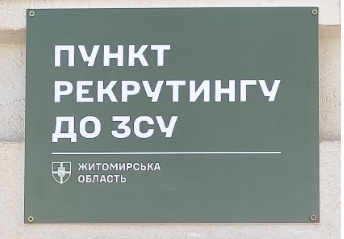 ПУНКТ
РЕКРУТИНГУ
ДО ЗСУ
ЖИТОМИРСЬКА
ОБЛАСТЬ